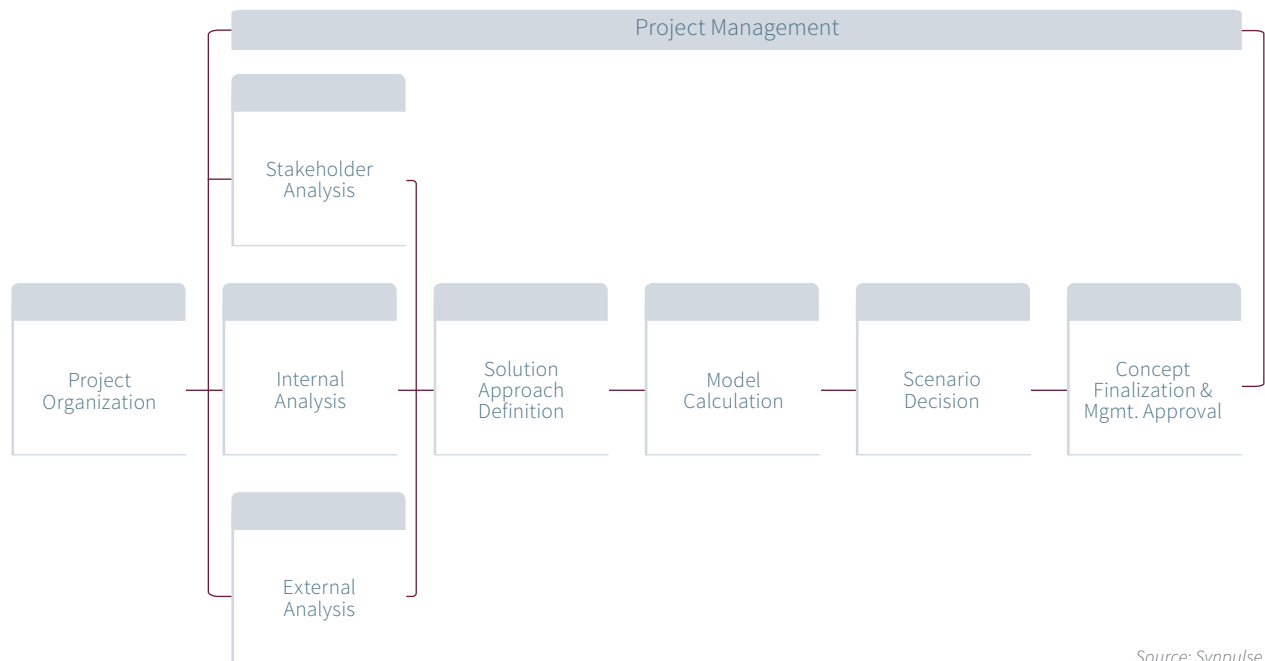 Project Management
Stakeholder
Analysis
Project
Organization
Internal
Analysis
Solution
Approach
Definition
Model
Calculation
Scenario
Decision
Concept
Finalization &
Mgmt. Approval
External
Analysis
Source: Synpulse